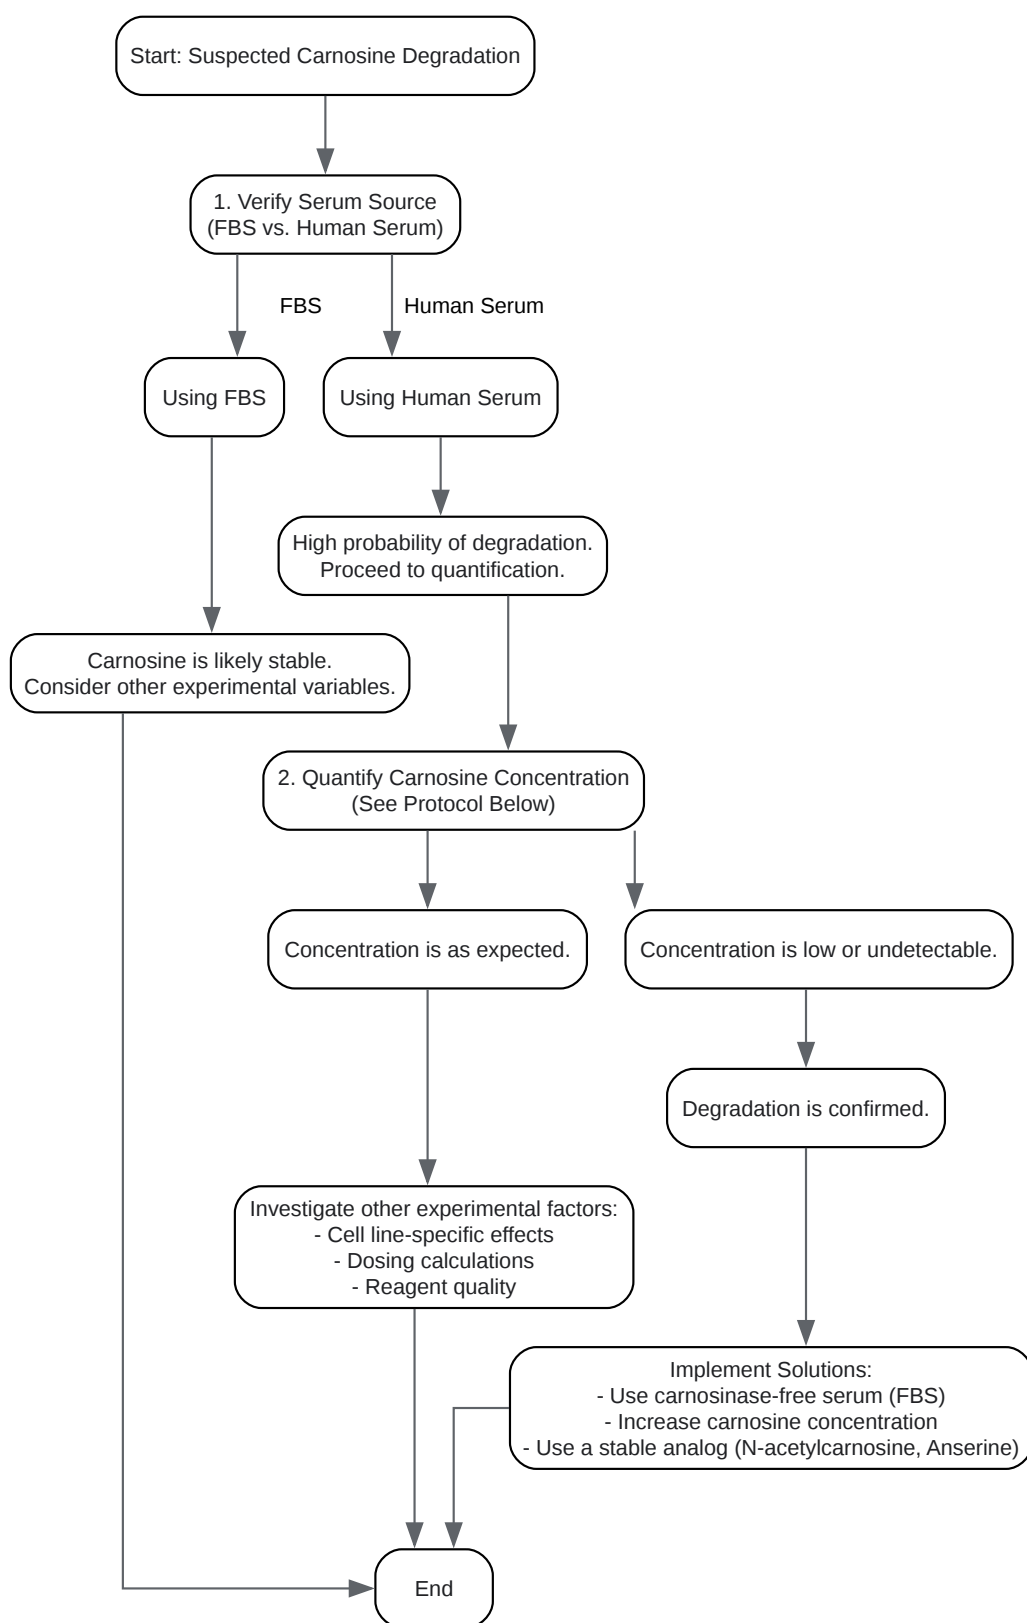 Start: Suspected Carnosine Degradation
1. Verify Serum Source
(FBS vs. Human Serum)
FBS
Human Serum
Using FBS
Using Human Serum
High probability of degradation.
Proceed to quantification.
Carnosine is likely stable.
Consider other experimental variables.
2. Quantify Carnosine Concentration
(See Protocol Below)
Concentration is as expected.
Concentration is low or undetectable.
Degradation is confirmed.
Investigate other experimental factors:
- Cell line-specific effects
- Dosing calculations
- Reagent quality
Implement Solutions:
- Use carnosinase-free serum (FBS)
- Increase carnosine concentration
- Use a stable analog (N-acetylcarnosine, Anserine)
End